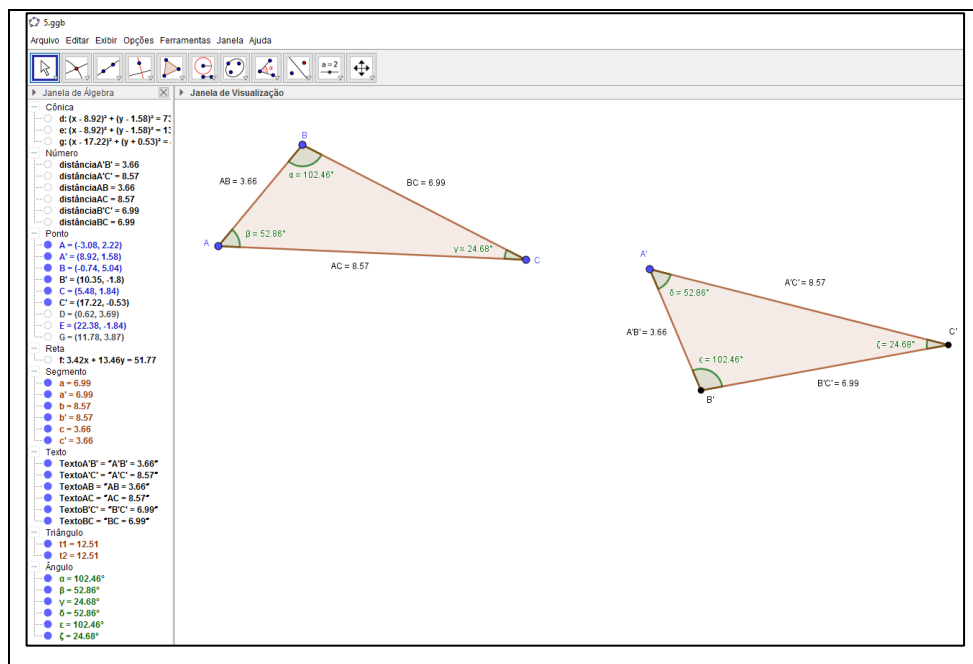 5.ggb
Arquivo Editar Exibir Opções Ferramentas Janela Ajuda
a = 2
Janela de Álgebra
Janela de Visualização
Cônica
d: (x - 8.92)² + (y - 1.58)² = 73
e: (x - 8.92)² + (y - 1.58)² = 13
g: (x - 17.22)² + (y + 0.53)² =
Número
distânciaA'B' = 3.66
distânciaA'C' = 8.57
distânciaAB = 3.66
distânciaAC = 8.57
distânciaB'C' = 6.99
distânciaBC = 6.99
Ponto
A = (-3.08, 2.22)
A' = (8.92, 1.58)
B = (-0.74, 5.04)
B' = (10.35, -1.8)
C = (5.48, 1.84)
C' = (17.22, -0.53)
D = (0.62, 3.69)
E = (22.38, -1.84)
G = (11.78, 3.87)
Reta
f: 3.42x + 13.46y = 51.77
Segmento
a = 6.99
a' = 6.99
b = 8.57
b' = 8.57
c = 3.66
c' = 3.66
Texto
TextoA'B' = "A'B' = 3.66"
TextoA'C' = "A'C' = 8.57"
TextoAB = "AB = 3.66"
TextoAC = "AC = 8.57"
TextoB'C' = "B'C' = 6.99"
TextoBC = "BC = 6.99"
Triângulo
t1 = 12.51
t2 = 12.51
Ângulo
α = 102.46°
β = 52.86°
γ = 24.68°
δ = 52.86°
ε = 102.46°
ζ = 24.68°
B
α = 102.46°
AB = 3.66
BC = 6.99
A
β = 52.86°
γ = 24.68°
C
AC = 8.57
A'
δ = 52.86°
A'C' = 8.57
A'B' = 3.66
C'
ζ = 24.68°
ε = 102.46°
B'C' = 6.99
B'